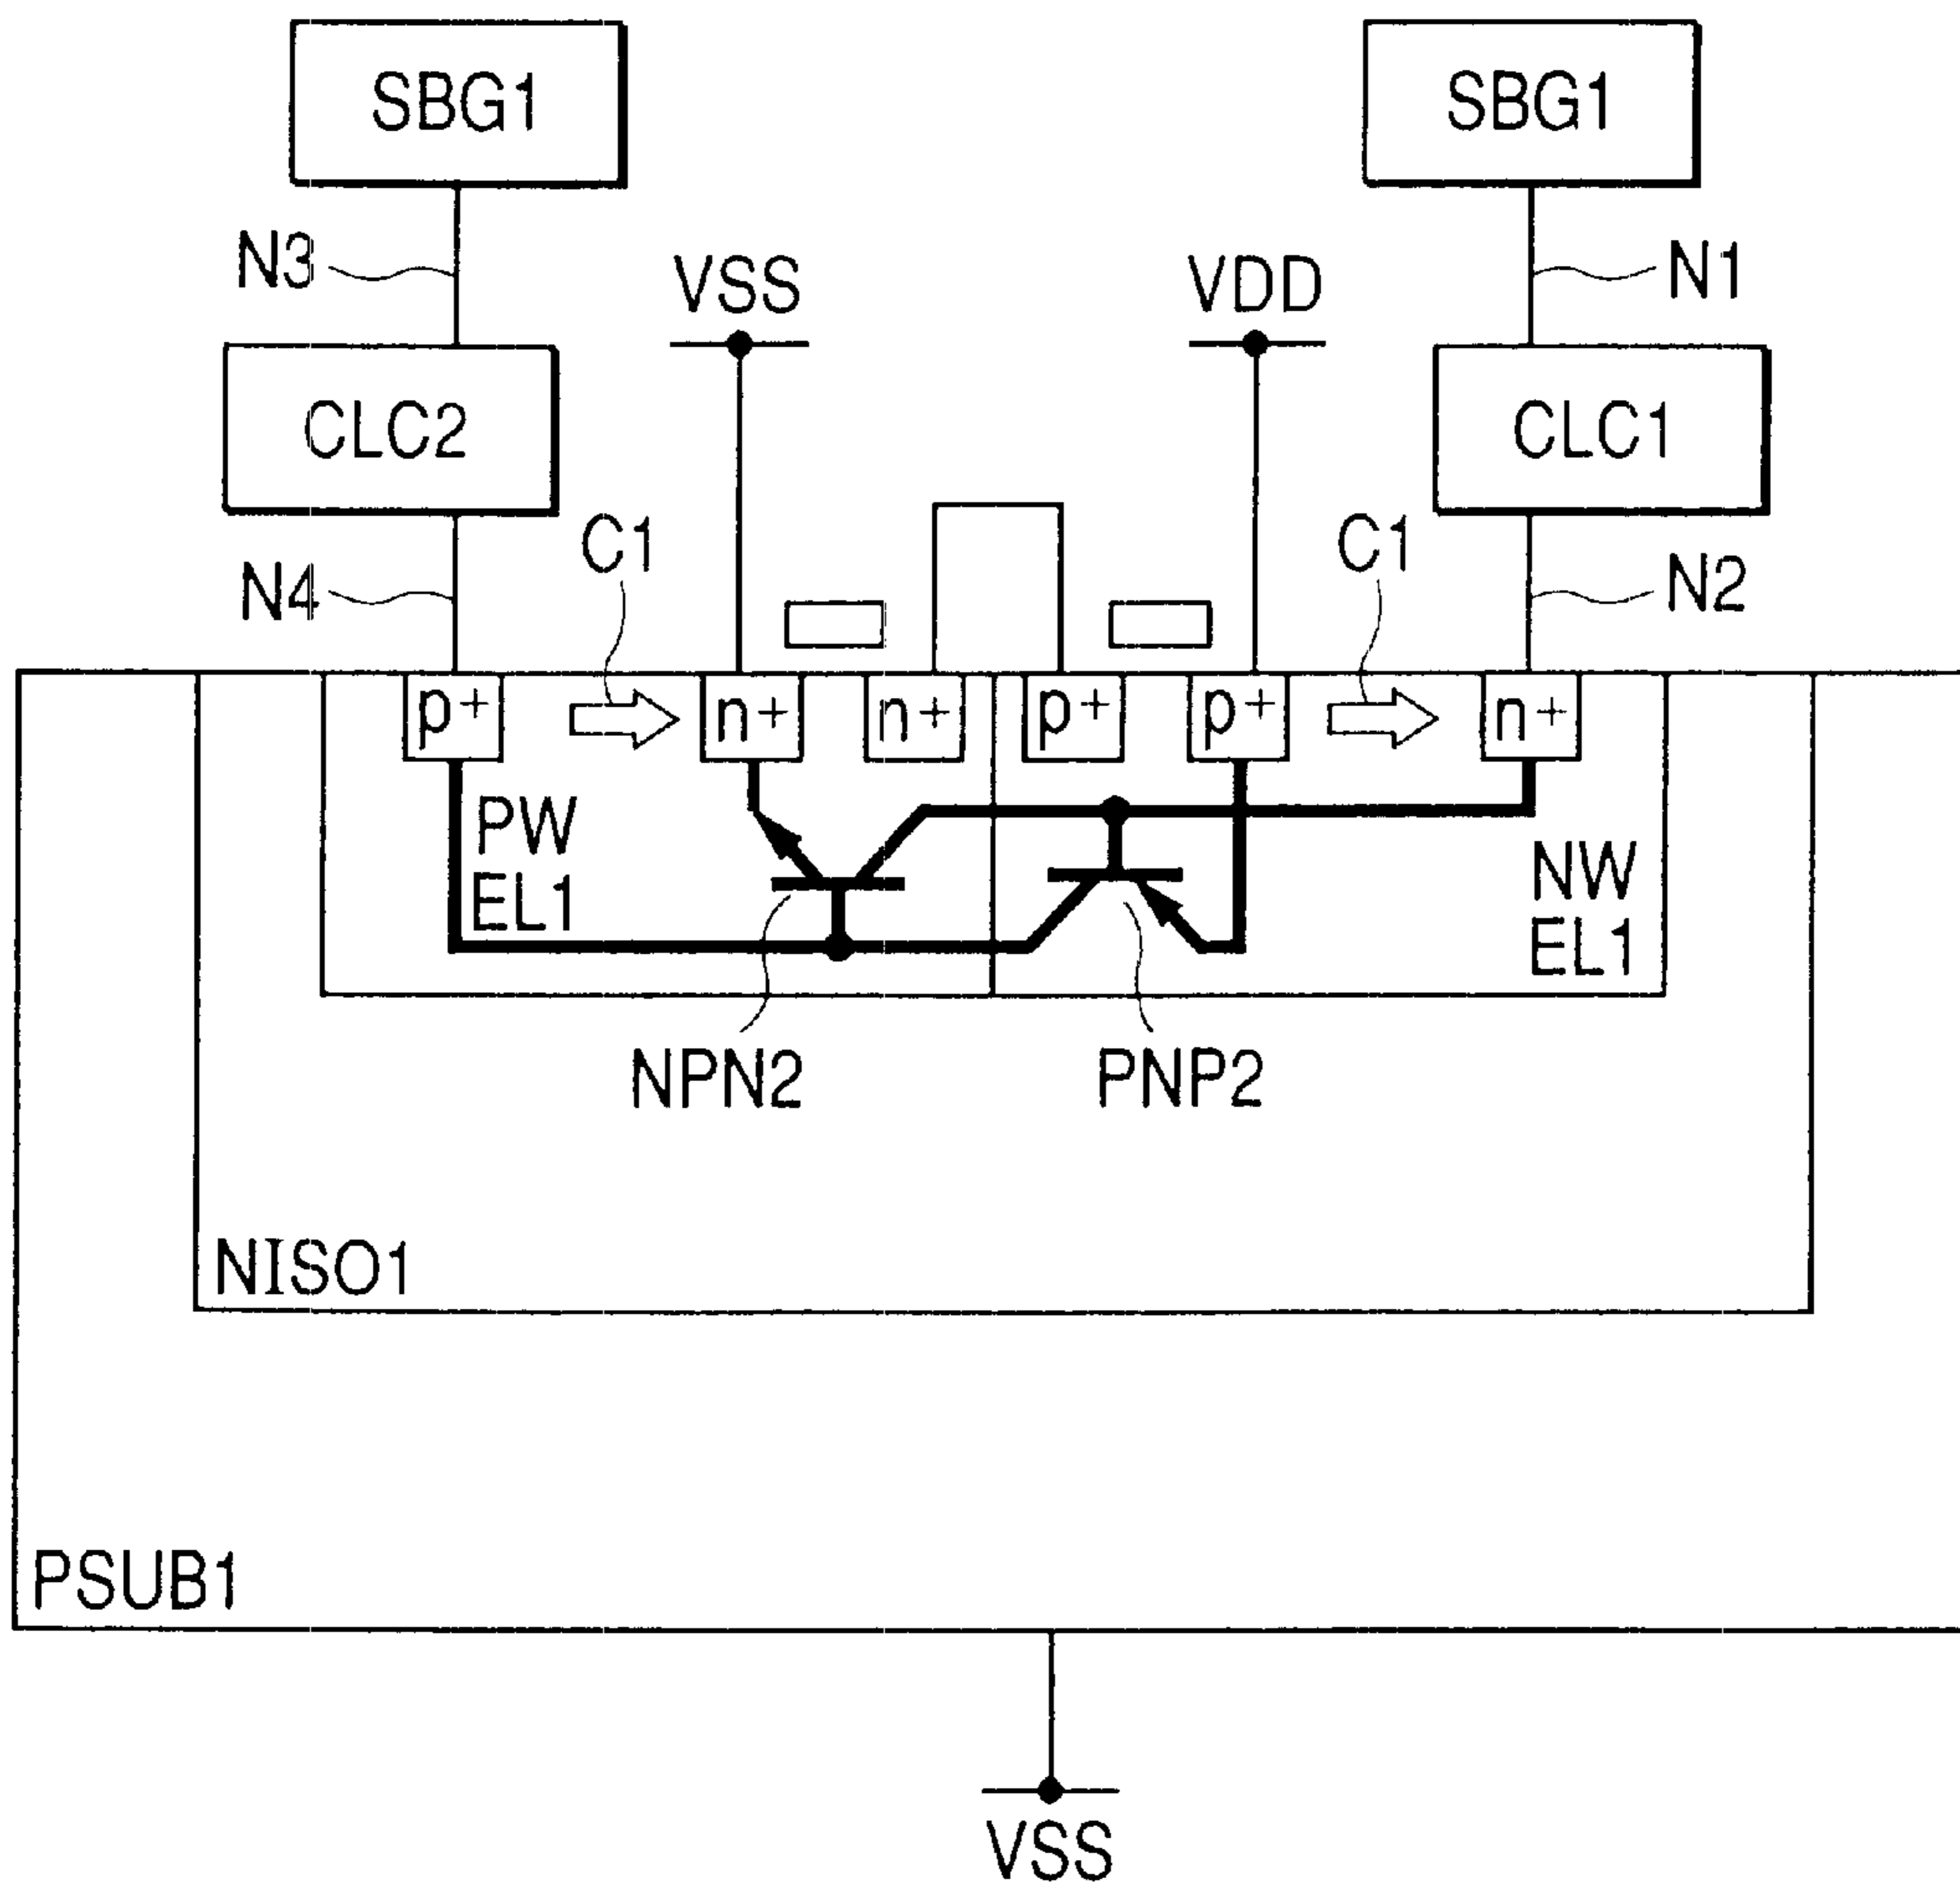 SBG1
SBG1
N3
VSS
VDD
N1
CLC2
CLC1
N4
C1
C1
N2
p+
n+
n+
p+
p+
n+
PW
EL1
NW
EL1
NPN2
PNP2
NISO1
PSUB1
VSS